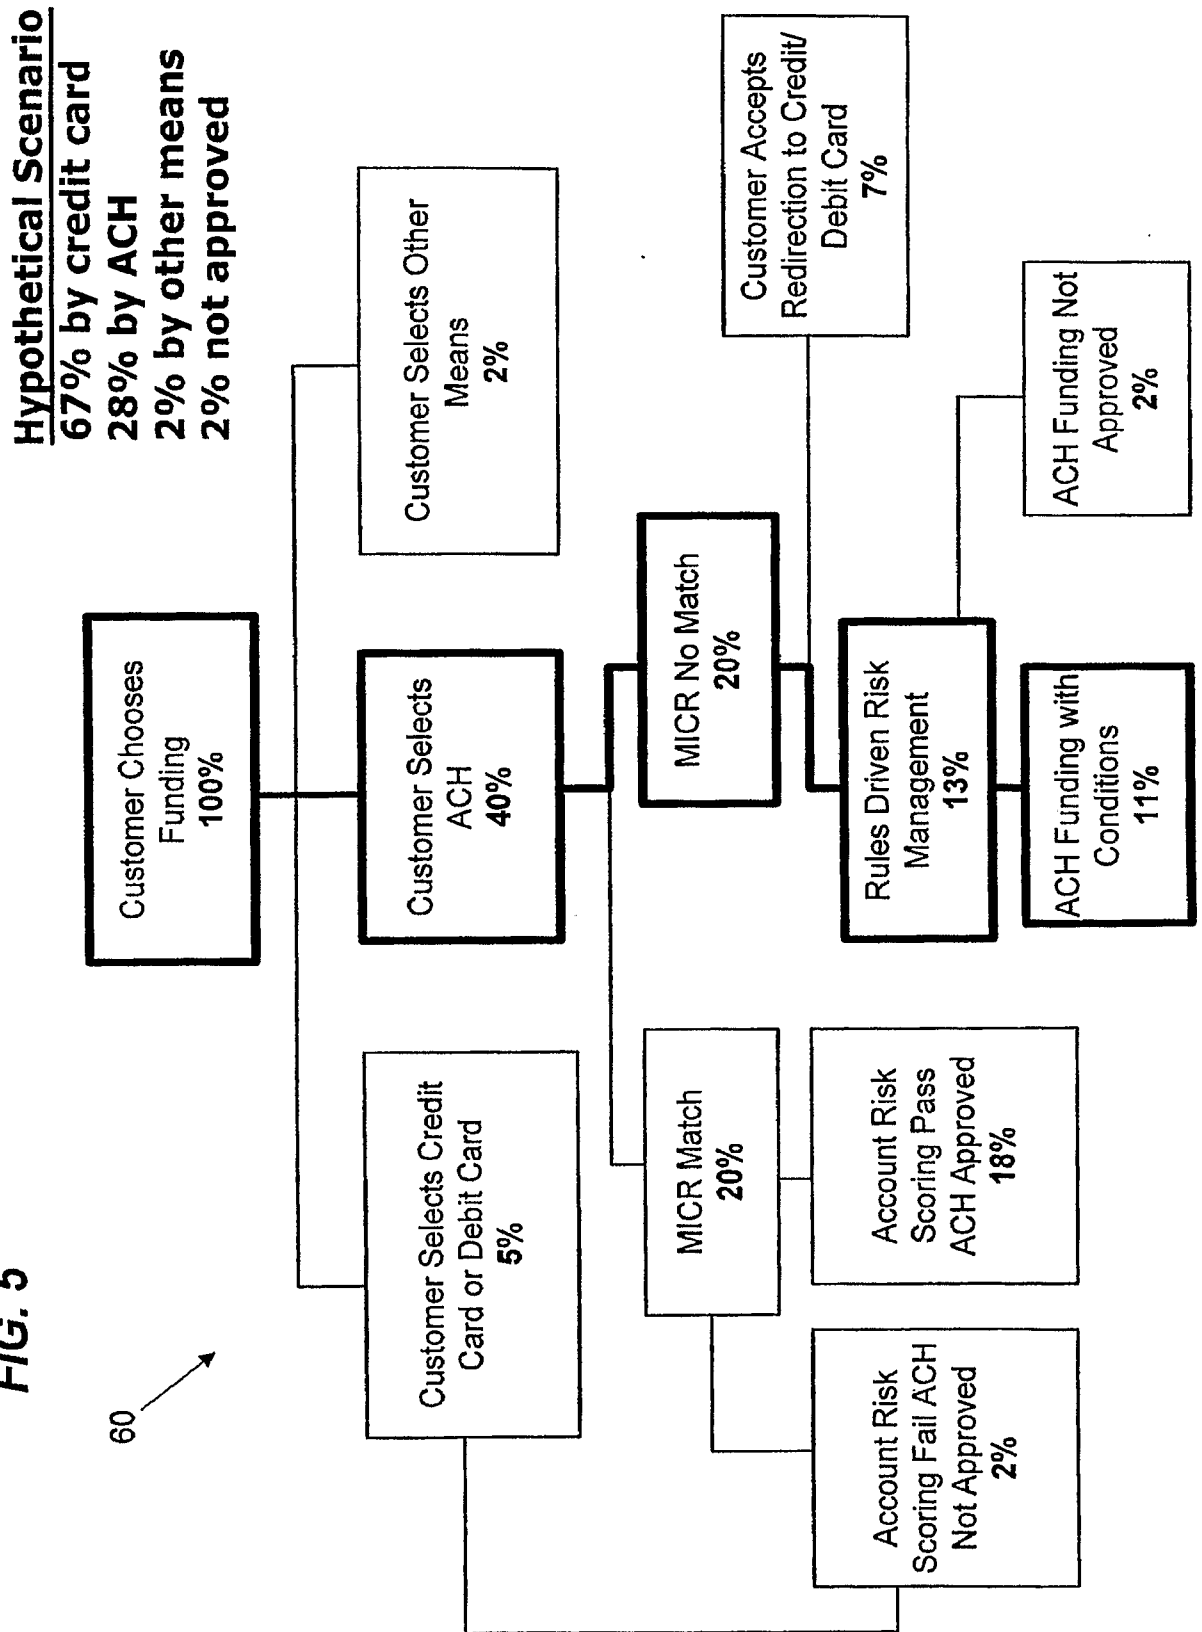 FIG. 5
60
Hypothetical Scenario
67% by credit card
28% by ACH
2% by other means
2% not approved
Customer Chooses
Funding
100%
Customer Selects Credit
Card or Debit Card
5%
Customer Selects
ACH
40%
Customer Selects Other
Means
2%
MICR Match
20%
MICR No Match
20%
Account Risk
Scoring Fail ACH
Not Approved
2%
Account Risk
Scoring Pass
ACH Approved
18%
Rules Driven Risk
Management
13%
Customer Accepts
Redirection to Credit/
Debit Card
7%
ACH Funding with
Conditions
11%
ACH Funding Not
Approved
2%